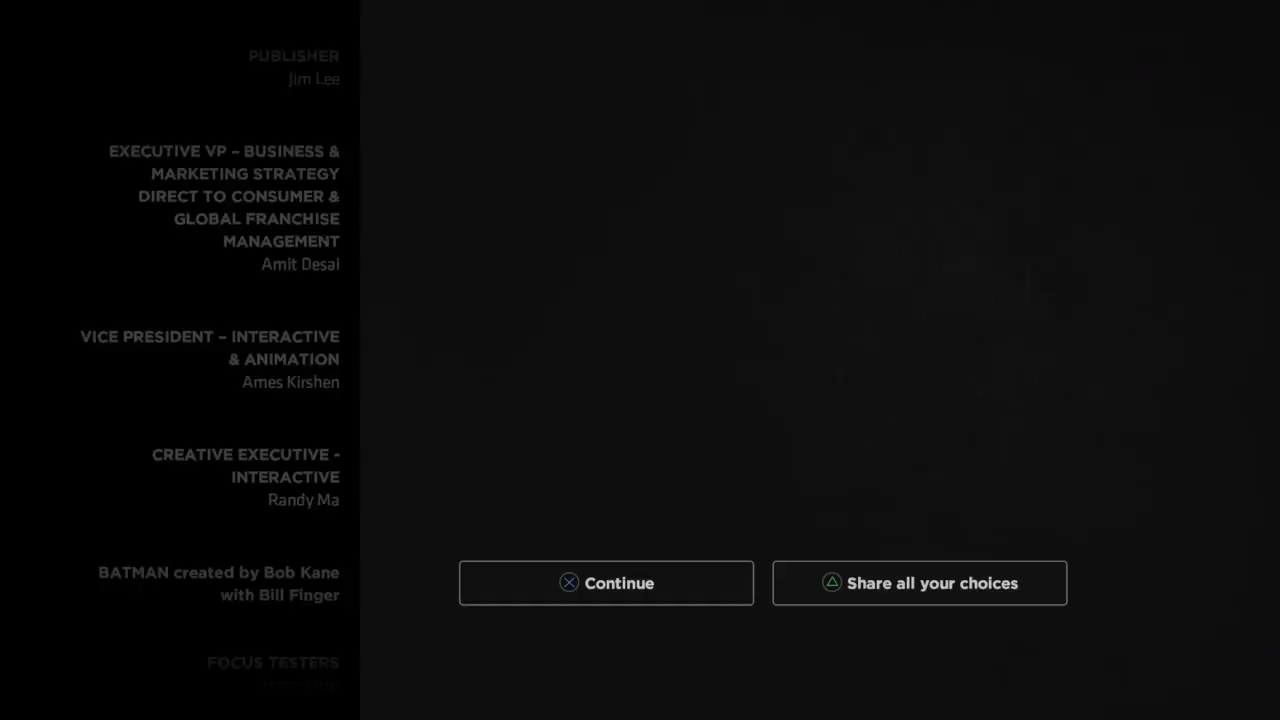 PUBLISHER
Jim Lee
EXECUTIVE VP – BUSINESS &
MARKETING STRATEGY
DIRECT TO CONSUMER &
GLOBAL FRANCHISE
MANAGEMENT
Amit Desai
VICE PRESIDENT – INTERACTIVE
& ANIMATION
Ames Kirshen
CREATIVE EXECUTIVE -
INTERACTIVE
Randy Ma
BATMAN created by Bob Kane
with Bill Finger
FOCUS TESTERS
Continue
Share all your choices